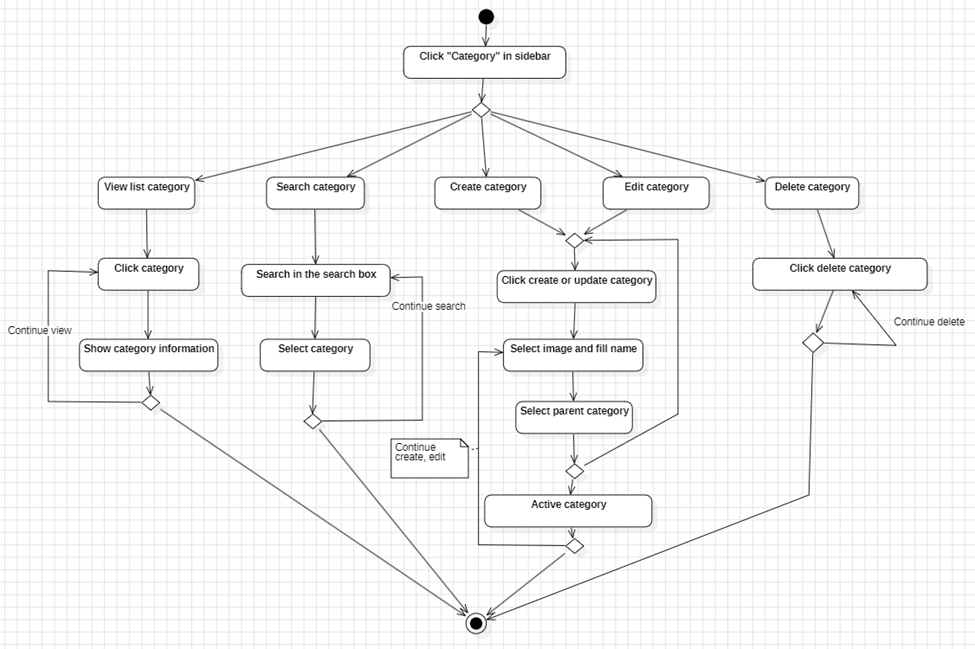 Click "Category" in sidebar
View list category
Search category
Create category
Edit category
Delete category
Click category
Search in the search box
Click create or update category
Click delete category
Continue view
Continue search
Continue delete
Show category information
Select category
Select image and fill name
Select parent category
Continue
create, edit
Active category